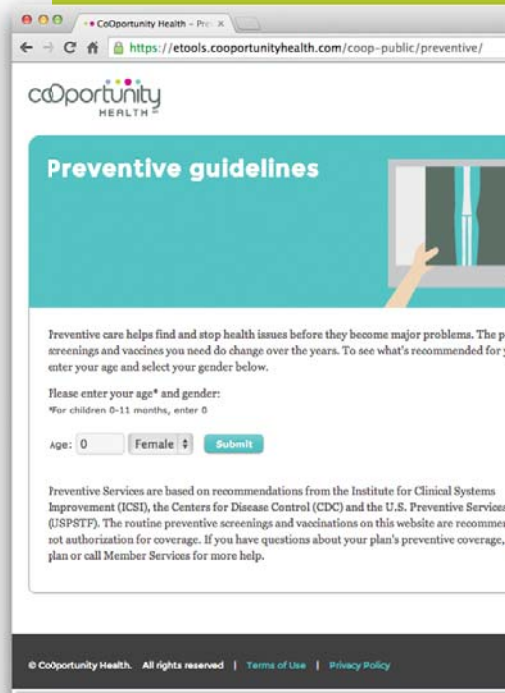 CoOportunity Health – Pre
https://etools.cooportunityhealth.com/coop-public/preventive/
coOportunity
HEALTH
Preventive guidelines
Preventive care helps find and stop health issues before they become major problems. The p
screenings and vaccines you need do change over the years. To see what's recommended for
enter your age and select your gender below.
Please enter your age* and gender:
*For children 0-11 months, enter 0
Age: 0 Female Submit
Preventive Services are based on recommendations from the Institute for Clinical Systems
Improvement (ICSI), the Centers for Disease Control (CDC) and the U.S. Preventive Services
(USPSTF). The routine preventive screenings and vaccinations on this website are recommen
not authorization for coverage. If you have questions about your plan's preventive coverage,
plan or call Member Services for more help.
© CoOportunity Health. All rights reserved | Terms of Use | Privacy Policy